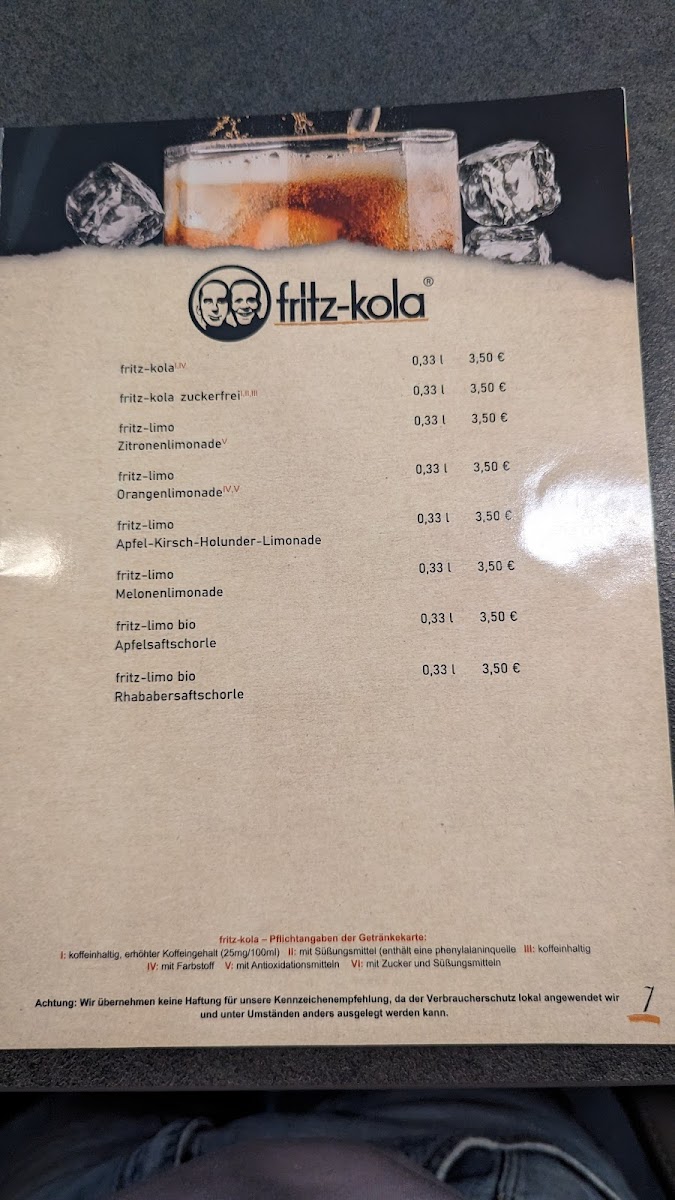 fritz-kola®
fritz-kola I,IV 0,33 l 3,50 €
fritz-kola zuckerfrei I,II,III 0,33 l 3,50 €
fritz-limo 0,33 l 3,50 €
Zitronenlimonade V
fritz-limo 0,33 l 3,50 €
Orangenlimonade IV,V
fritz-limo 0,33 l 3,50 €
Apfel-Kirsch-Holunder-Limonade
fritz-limo 0,33 l 3,50 €
Melonenlimonade
fritz-limo bio 0,33 l 3,50 €
Apfelsaftschorle
fritz-limo bio 0,33 l 3,50 €
Rhabarbersaftschorle
fritz-kola – Pflichtangaben der Getränkekarte:
I: koffeinhaltig, erhöhter Koffeingehalt (25mg/100ml) II: mit Süßungsmittel (enthält eine phenylalaninquelle III: koffeinhaltig
IV: mit Farbstoff V: mit Antioxidationsmitteln VI: mit Zucker und Süßungsmitteln
Achtung: Wir übernehmen keine Haftung für unsere Kennzeichenempfehlung, da der Verbraucherschutz lokal angewendet wir
und unter Umständen anders ausgelegt werden kann.
7